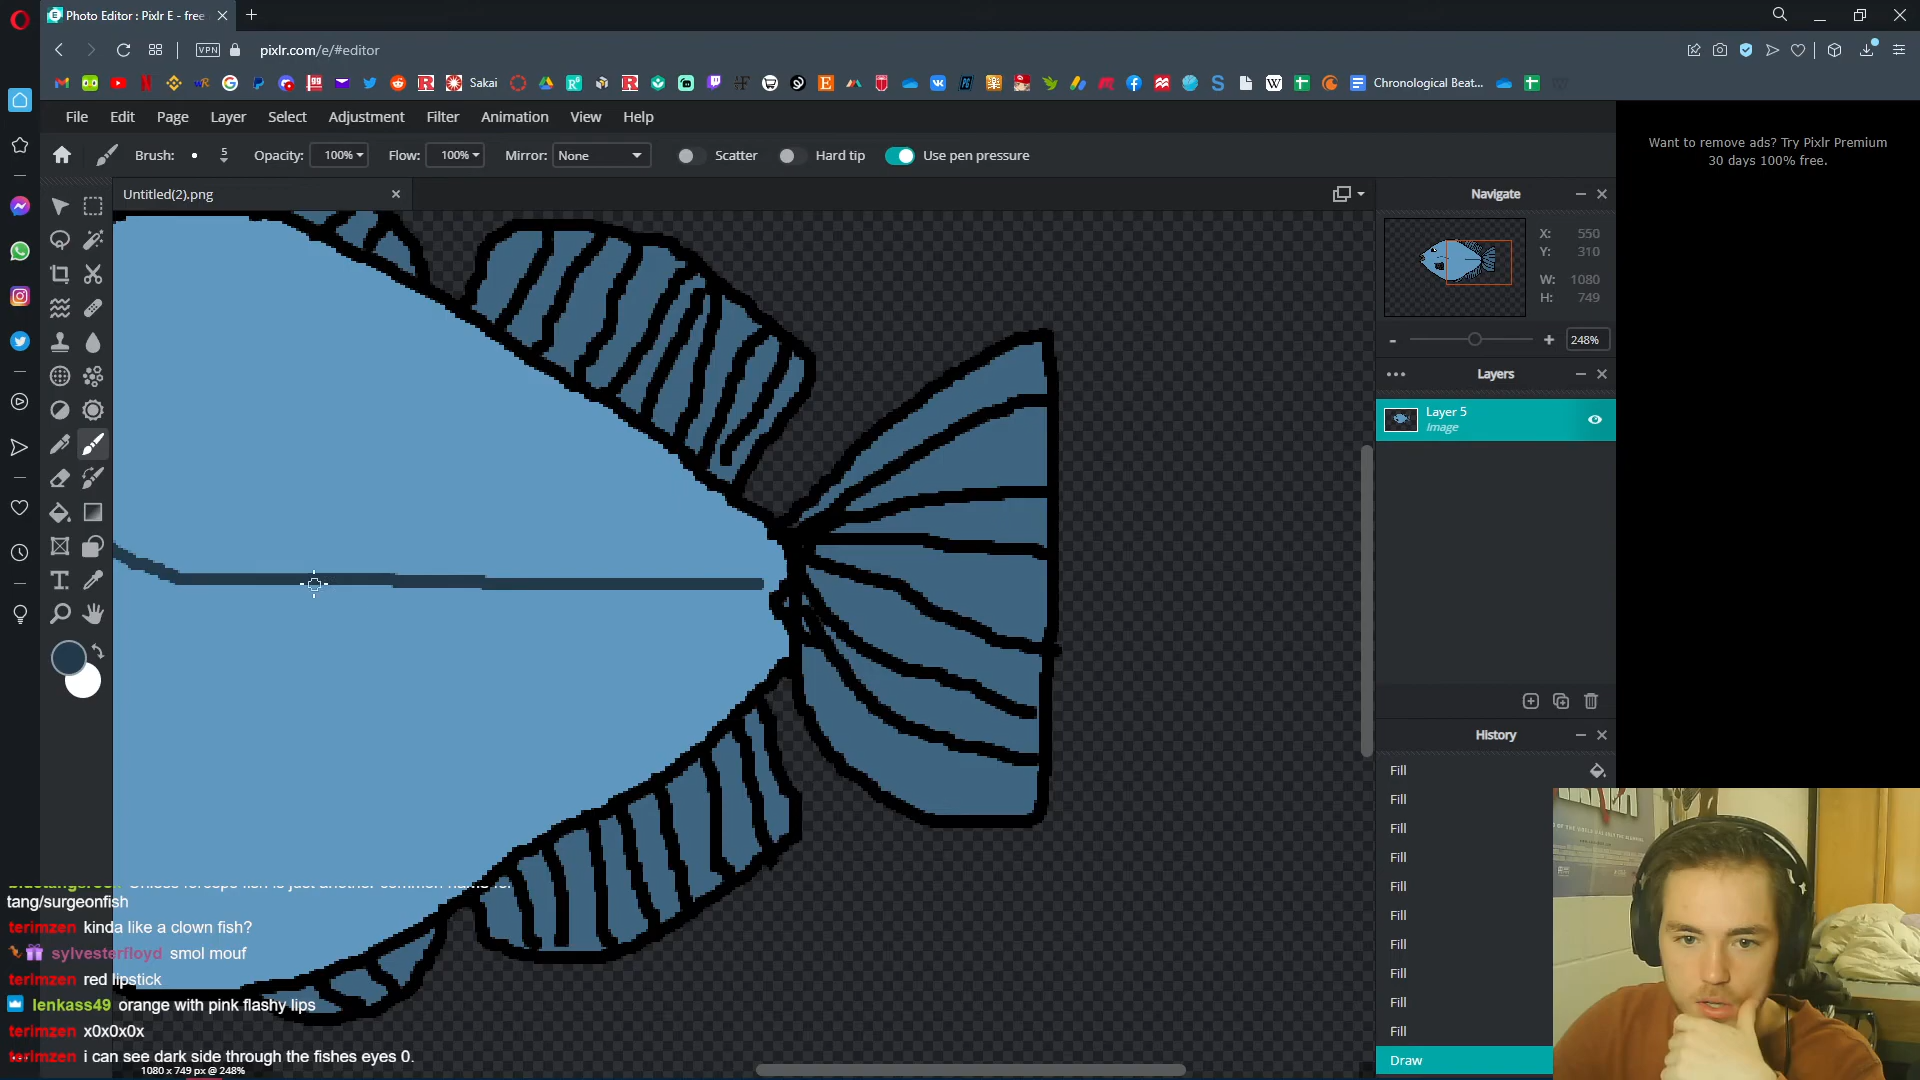 Photo Editor : Pixlr E - free
VPN
pixlr.com/e/#editor
Sakai
Chronological Beat...
File Edit Page Layer Select Adjustment Filter Animation View Help
Brush: 5 Opacity: 100% Flow: 100% Mirror: None Scatter Hard tip Use pen pressure
Want to remove ads? Try Pixlr Premium
30 days 100% free.
Untitled(2).png
Navigate
X: 550
Y: 310
W: 1080
H: 749
248%
Layers
Layer 5
Image
History
Fill
Fill
Fill
Fill
Fill
Fill
Fill
Fill
Fill
Fill
Draw
tang/surgeonfish
terimzen kinda like a clown fish?
sylvesterfloyd smol mouf
terimzen red lipstick
lenkass49 orange with pink flashy lips
terimzen x0x0x0x
terimzen i can see dark side through the fishes eyes 0.
1080 x 749 px @ 248%